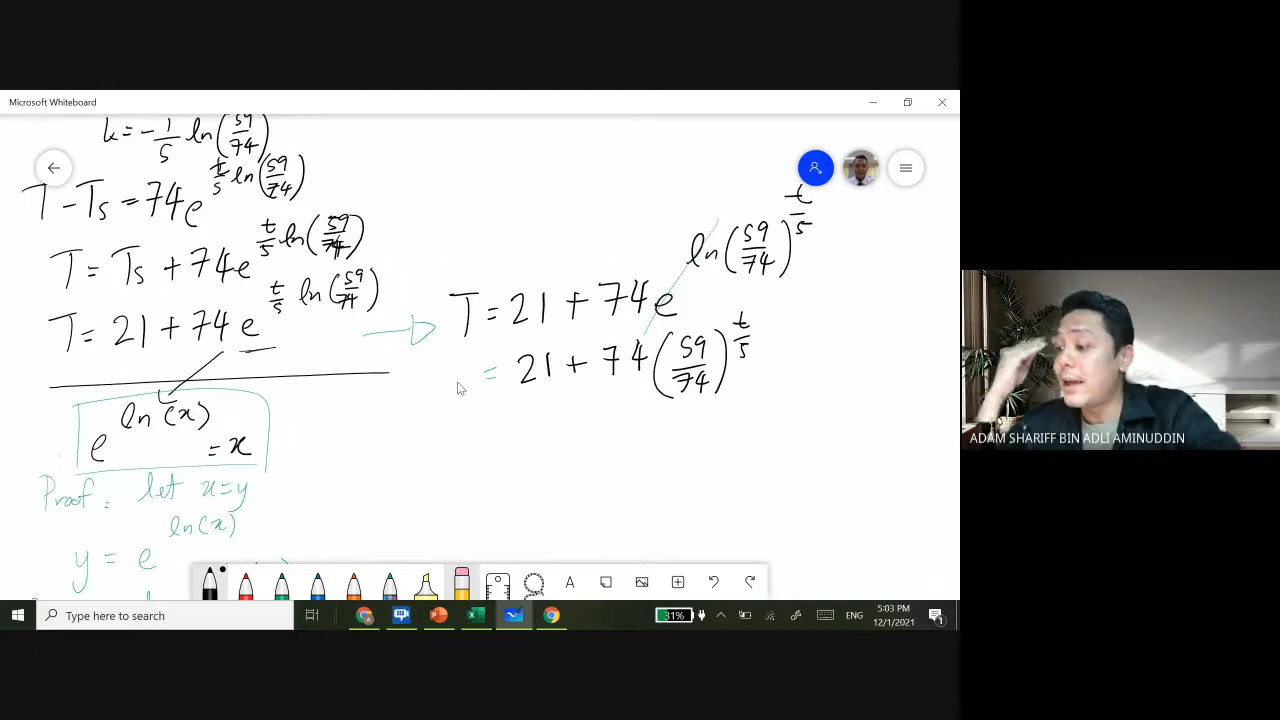 Microsoft Whiteboard
k = -1/5 ln(59/74)
T - Ts = 74e^(t/5 ln(59/74))
T = Ts + 74e^(t/5 ln(59/74))
T = 21 + 74e^(t/5 ln(59/74))
e^(ln(x)) = x
Proof: let x=y
y = e^(ln(x))
T = 21 + 74e^(ln(59/74)^(t/5))
= 21 + 74(59/74)^(t/5)
ADAM SHARIFF BIN ADLI AMINUDDIN
A
Type here to search
31%
ENG
5:03 PM
12/1/2021
1